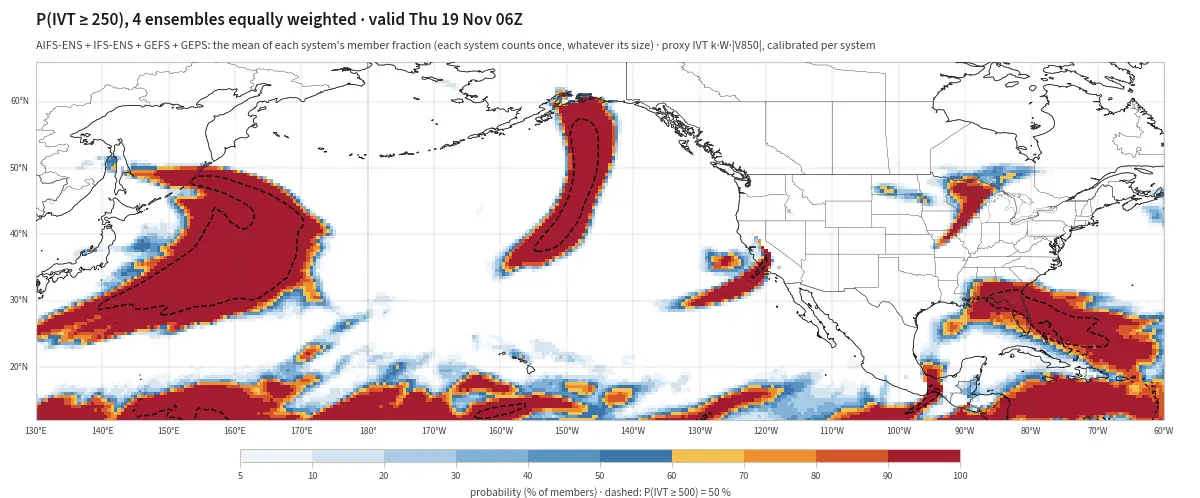 P(IVT ≥ 250), 4 ensembles equally weighted · valid Thu 19 Nov 06Z
AIFS-ENS + IFS-ENS + GEFS + GEPS: the mean of each system's member fraction (each system counts once, whatever its size) · proxy IVT k·W·|V850|, calibrated per system
60°N
50°N
40°N
30°N
20°N
130°E 140°E 150°E 160°E 170°E 180° 170°W 160°W 150°W 140°W 130°W 120°W 110°W 100°W 90°W 80°W 70°W 60°W
5 10 20 30 40 50 60 70 80 90 100
probability (% of members) · dashed: P(IVT ≥ 500) = 50 %